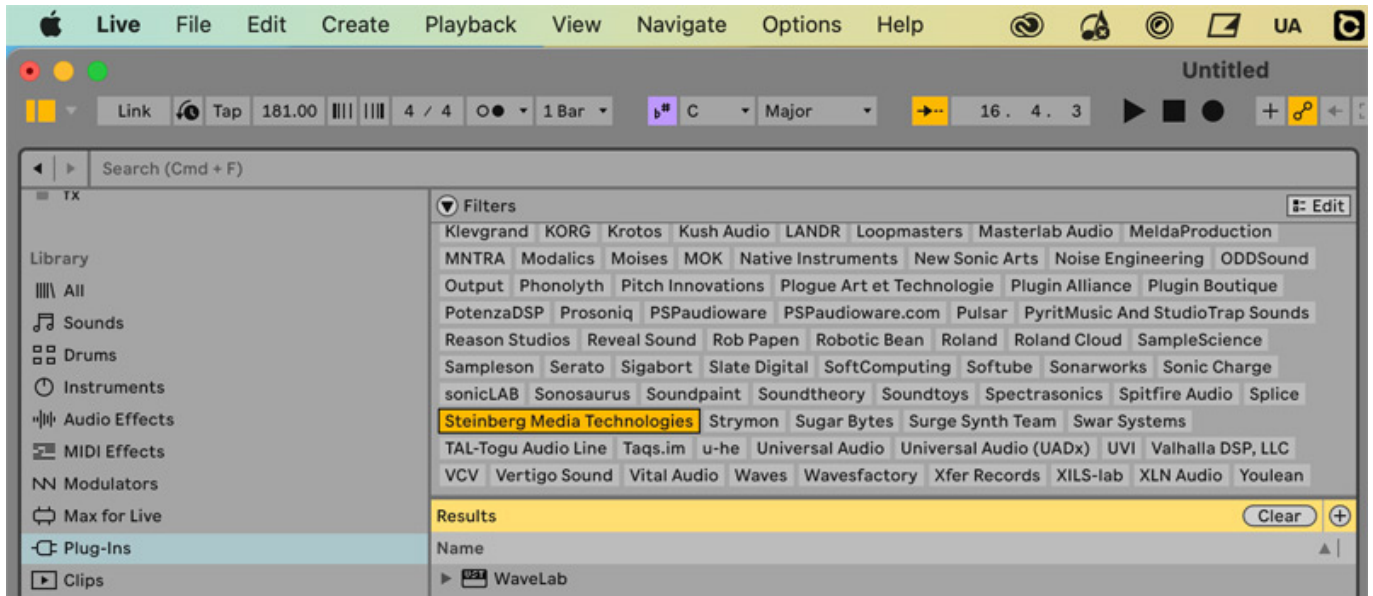 Live File Edit Create Playback View Navigate Options Help UA
Untitled
Link Tap 181.00 4 / 4 1 Bar b# C Major 16. 4. 3
Search (Cmd + F)
Filters Edit
Klevgrand KORG Krotos Kush Audio LANDR Loopmasters Masterlab Audio MeldaProduction
Library
MNTRA Modalics Moises MOK Native Instruments New Sonic Arts Noise Engineering ODDSound
All
Output Phonolyth Pitch Innovations Plogue Art et Technologie Plugin Alliance Plugin Boutique
Sounds
PotenzaDSP Prosoniq PSPaudioware PSPaudioware.com Pulsar PyritMusic And StudioTrap Sounds
Drums
Reason Studios Reveal Sound Rob Papen Robotic Bean Roland Roland Cloud SampleScience
Instruments
Sampleson Serato Sigabort Slate Digital SoftComputing Softube Sonarworks Sonic Charge
sonicLAB Sonosaurus Soundpaint Soundtheory Soundtoys Spectrasonics Spitfire Audio Splice
Audio Effects
Steinberg Media Technologies Strymon Sugar Bytes Surge Synth Team Swar Systems
MIDI Effects
TAL-Togu Audio Line Taqs.im u-he Universal Audio Universal Audio (UADx) UVI Valhalla DSP, LLC
Modulators
VCV Vertigo Sound Vital Audio Waves Wavesfactory Xfer Records XILS-lab XLN Audio Youlean
Max for Live
Results Clear
Plug-Ins
Name
Clips
VST WaveLab